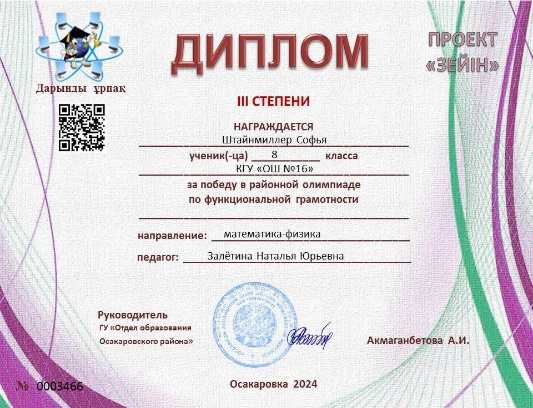 Дарынды ұрпақ
ДИПЛОМ
ПРОЕКТ
«ЗЕЙІН»
III СТЕПЕНИ
НАГРАЖДАЕТСЯ
Штайнмиллер Софья
ученик(-ца) 8 класса
КГУ «ОШ №16»
за победу в районной олимпиаде
по функциональной грамотности
направление: математика-физика
педагог: Залётина Наталья Юрьевна
Руководитель
ГУ «Отдел образования
Осакаровского района»
Акмаганбетова А.И.
№ 0003466
Осакаровка 2024